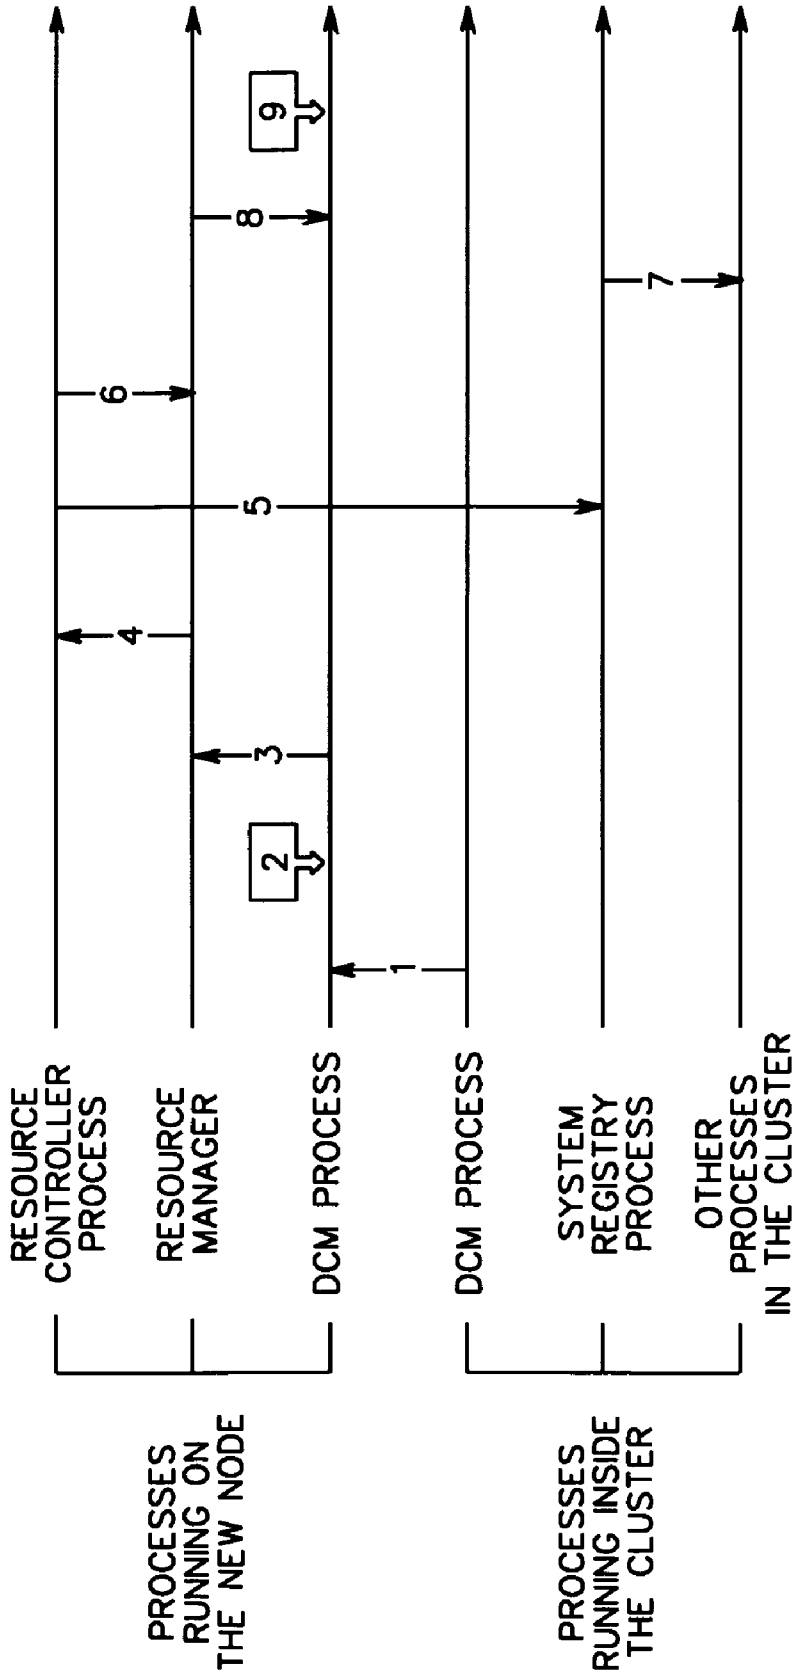 PROCESSES
RUNNING ON
THE NEW NODE
RESOURCE
CONTROLLER
PROCESS
RESOURCE
MANAGER
DCM PROCESS
PROCESSES
RUNNING INSIDE
THE CLUSTER
DCM PROCESS
SYSTEM
REGISTRY
PROCESS
OTHER
PROCESSES
IN THE CLUSTER
1
2
3
4
5
6
7
8
9